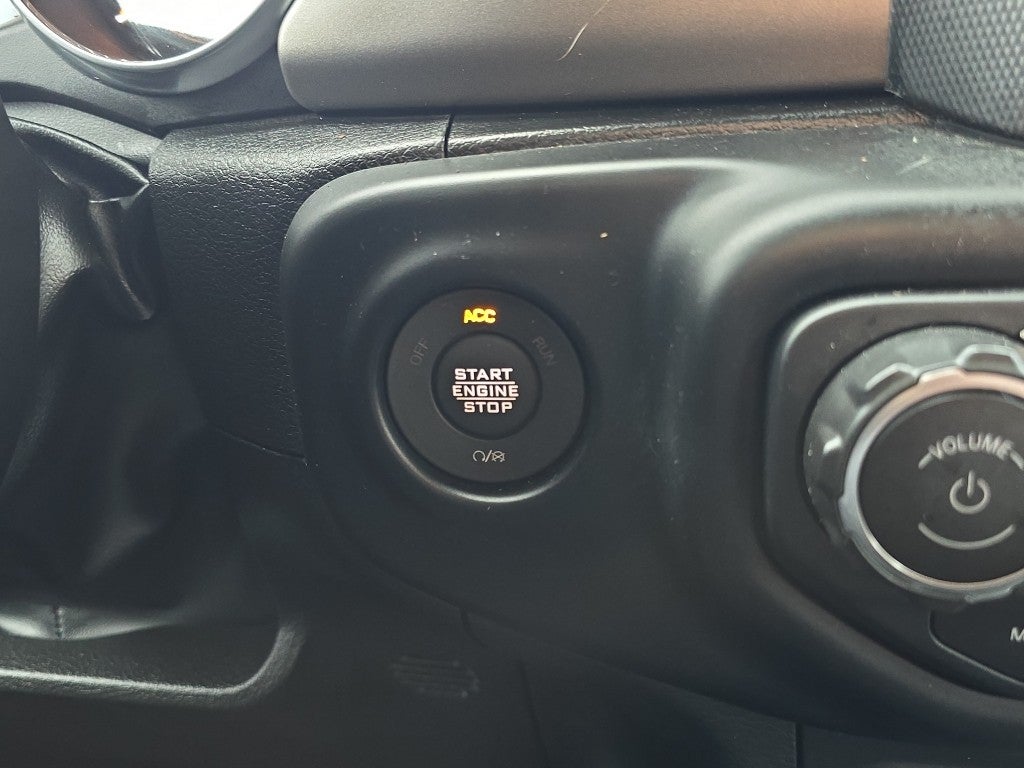 ACC
OFF
RUN
START
ENGINE
STOP
VOLUME
M